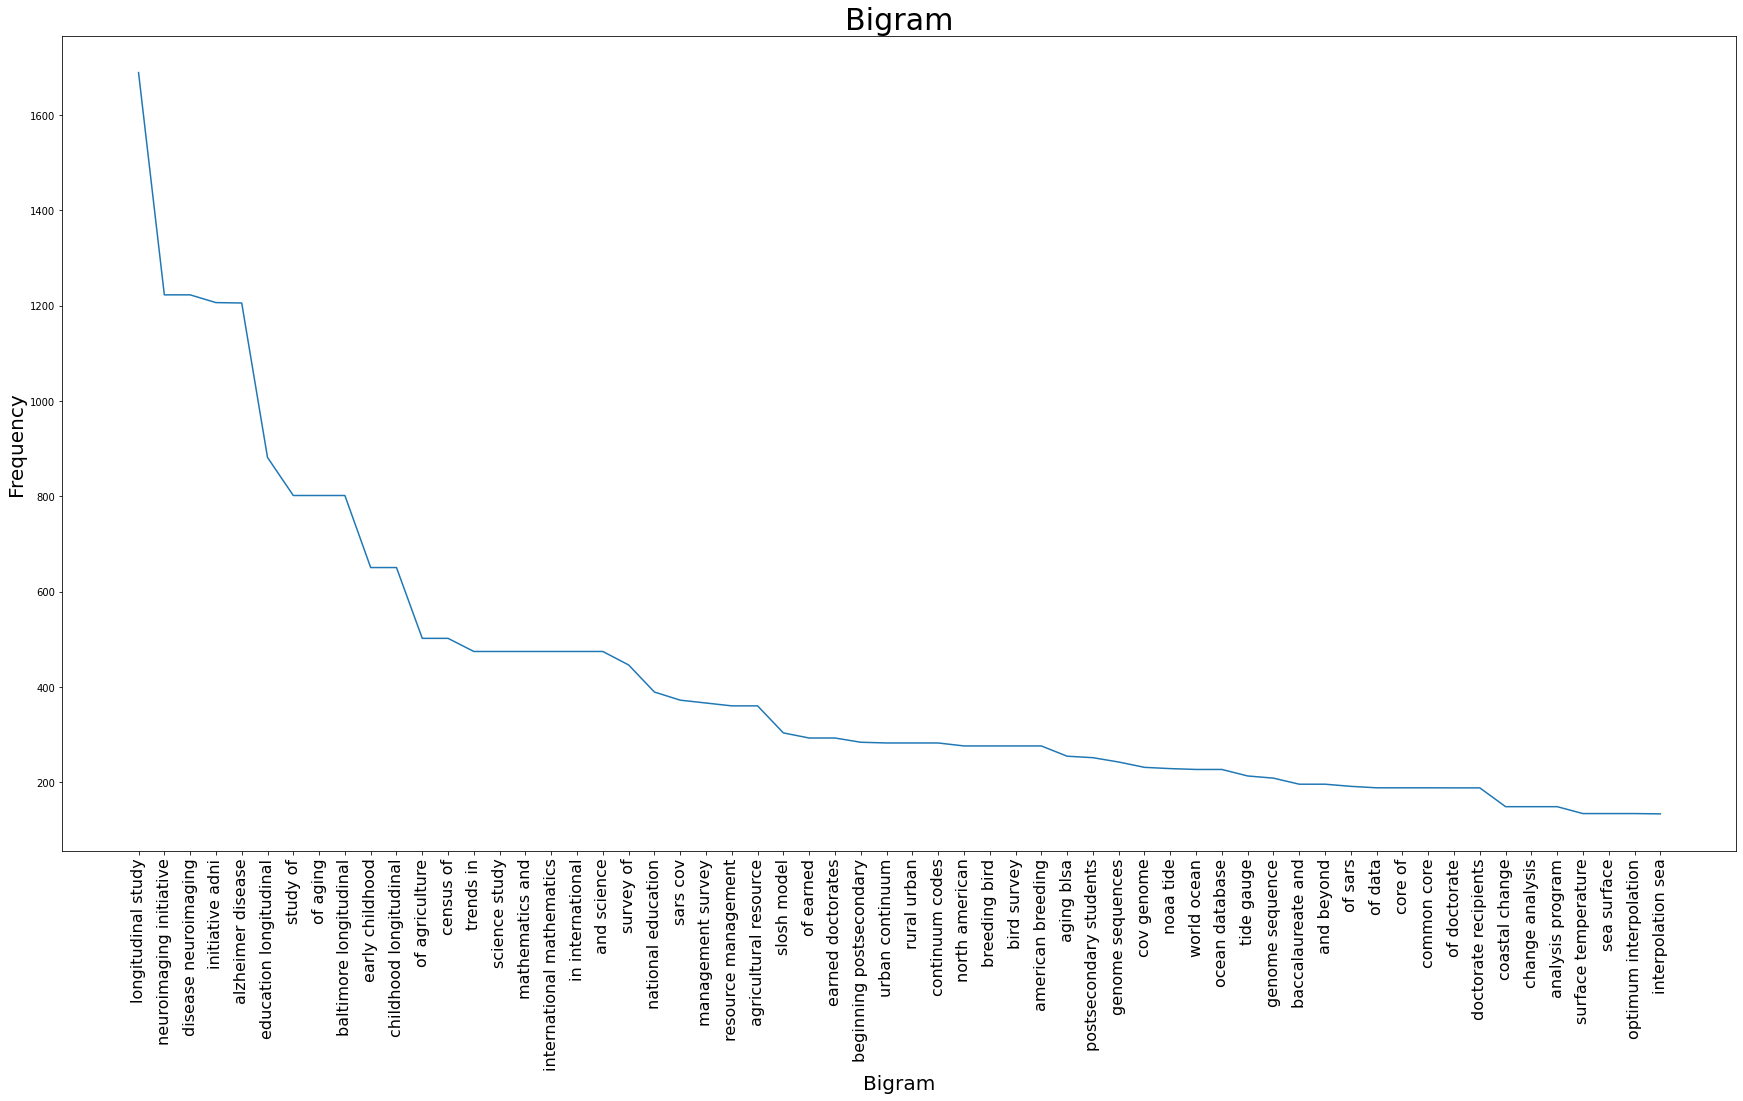 Bigram
Frequency
1600
1400
1200
1000
800
600
400
200
longitudinal study
neuroimaging initiative
disease neuroimaging
initiative adni
alzheimer disease
education longitudinal
study of
of aging
baltimore longitudinal
early childhood
childhood longitudinal
of agriculture
census of
trends in
science study
mathematics and
international mathematics
in international
and science
survey of
national education
sars cov
management survey
resource management
agricultural resource
slosh model
of earned
earned doctorates
beginning postsecondary
urban continuum
rural urban
continuum codes
north american
breeding bird
bird survey
american breeding
aging blsa
postsecondary students
genome sequences
cov genome
noaa tide
world ocean
ocean database
tide gauge
genome sequence
baccalaureate and
and beyond
of sars
of data
core of
common core
of doctorate
doctorate recipients
coastal change
change analysis
analysis program
surface temperature
sea surface
optimum interpolation
interpolation sea
Bigram